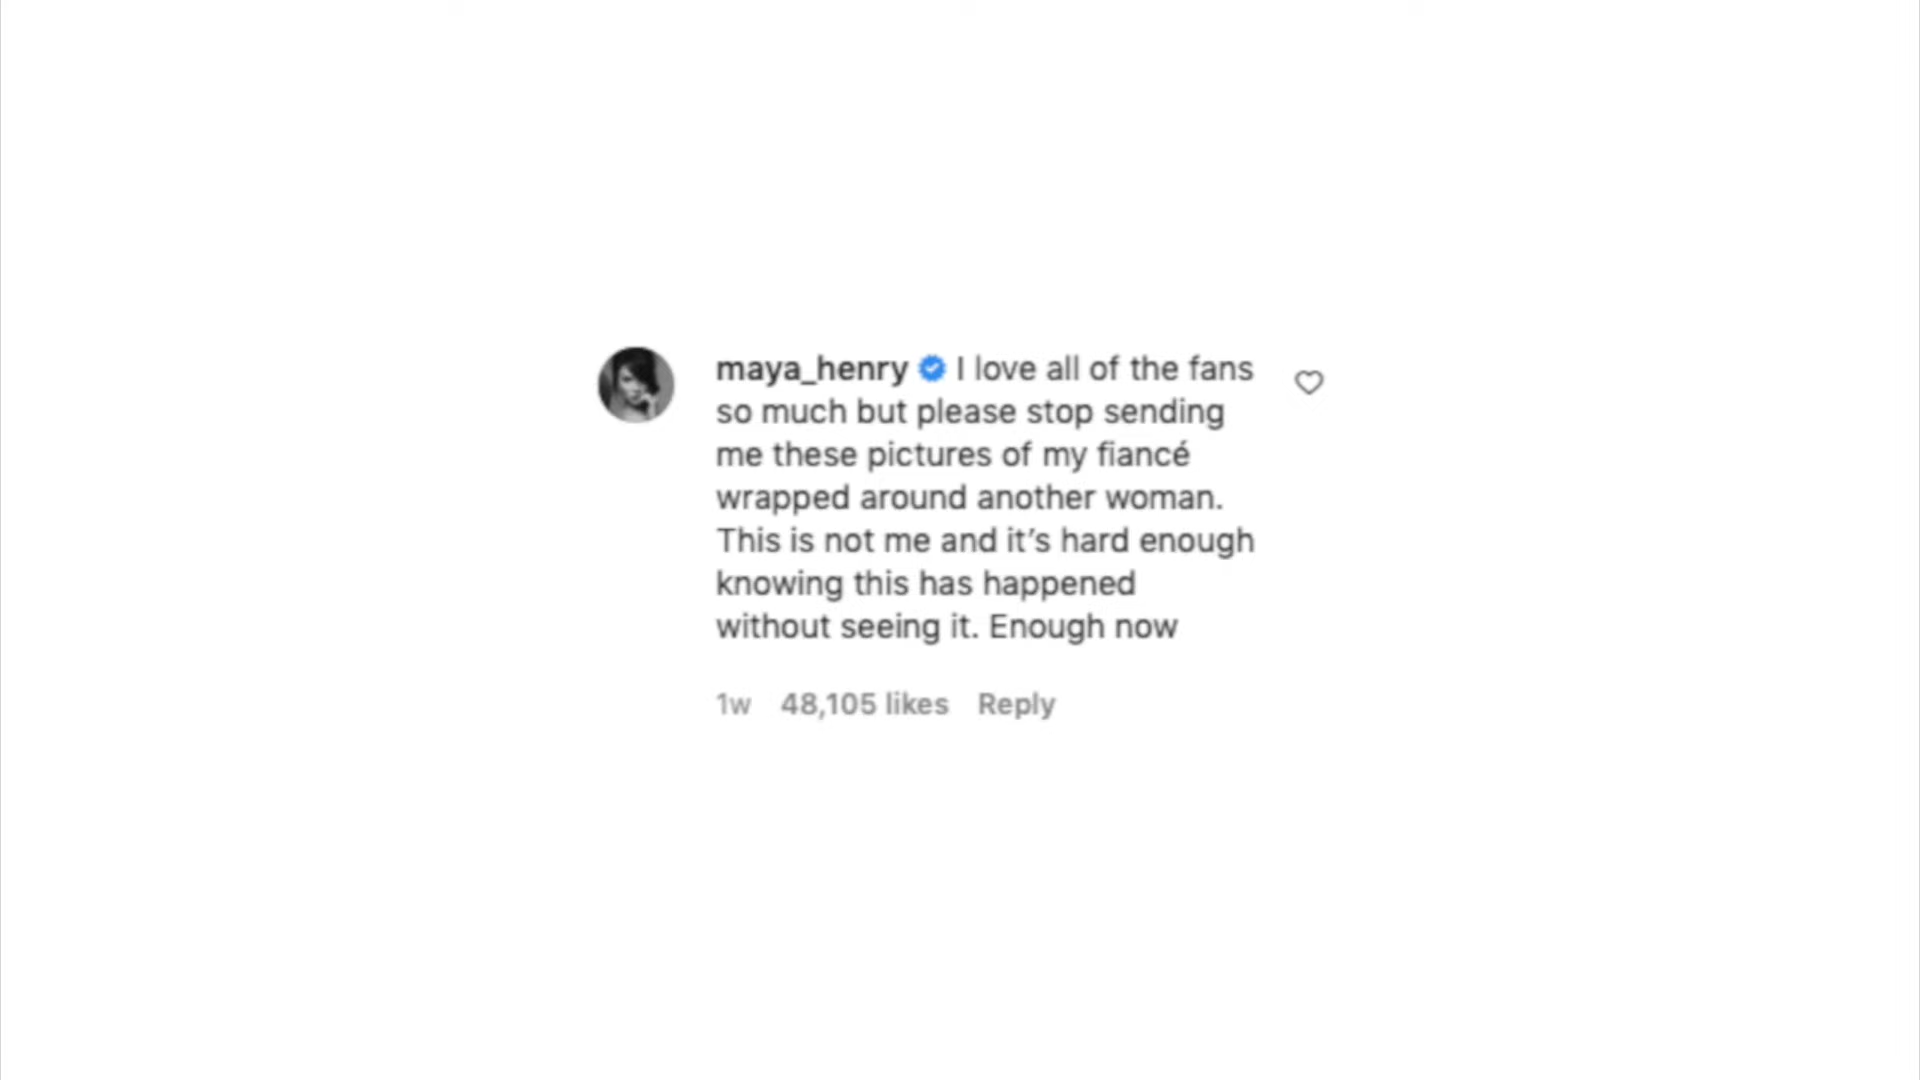 maya_henry I love all of the fans
so much but please stop sending
me these pictures of my fiancé
wrapped around another woman.
This is not me and it’s hard enough
knowing this has happened
without seeing it. Enough now
1w 48,105 likes Reply